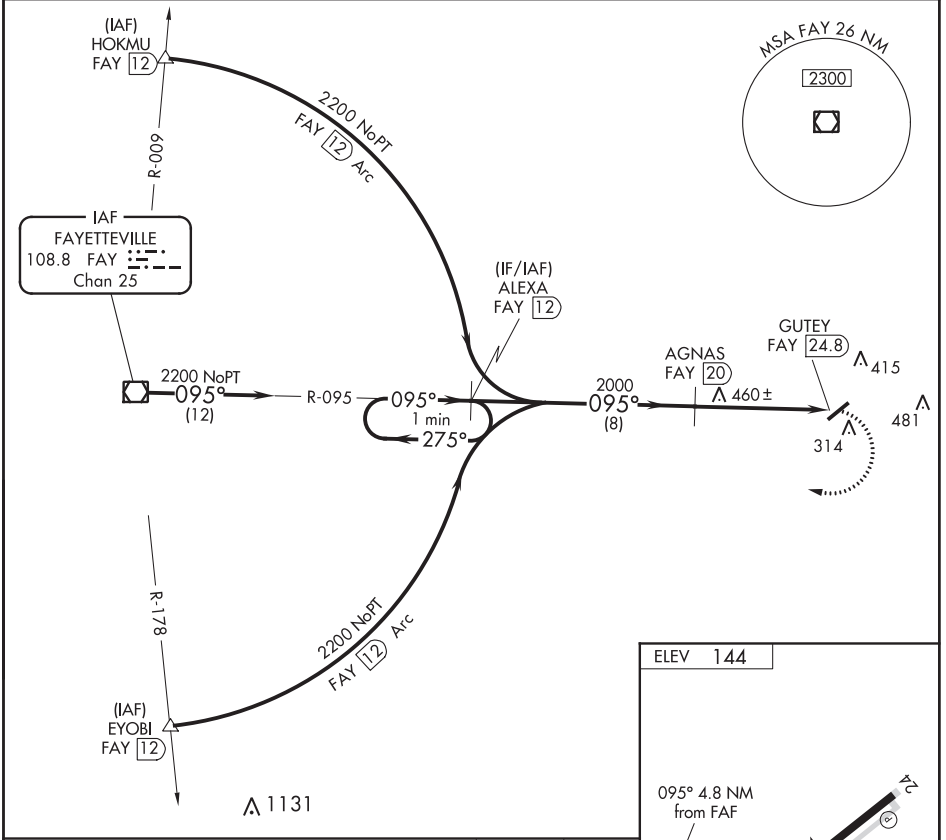 (IAF)
HOKMU
FAY 12
2200 NoPT
FAY 12 Arc
MSA FAY 26 NM
2300
R-009
IAF
FAYETTEVILLE
108.8 FAY
Chan 25
(IF/IAF)
ALEXA
FAY 12
GUTEY
FAY 24.8
415
AGNAS
FAY 20
460±
481
314
2200 NoPT
095°
(12)
R-095
095°
1 min
275°
2000
095°
(8)
R-178
2200 NoPT
FAY 12 Arc
(IAF)
EYOBI
FAY 12
1131
ELEV 144
095° 4.8 NM
from FAF
24
P